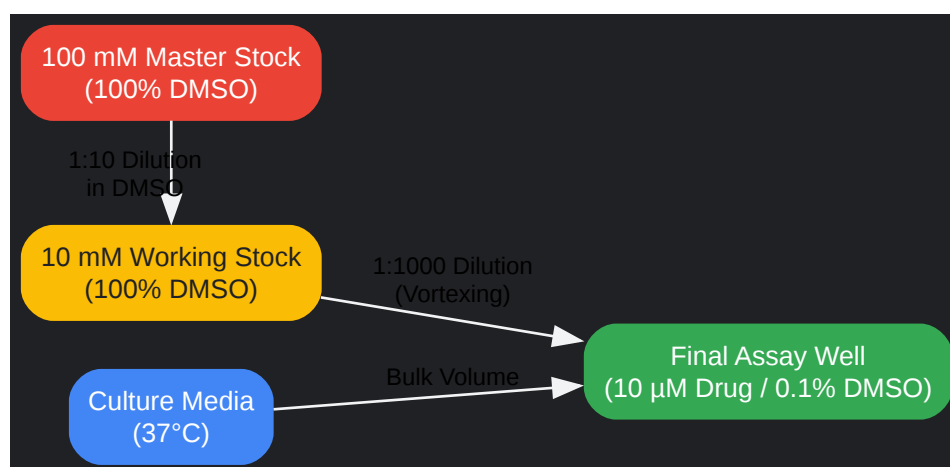 100 mM Master Stock
(100% DMSO)
1:10 Dilution
in DMSO
10 mM Working Stock
(100% DMSO)
1:1000 Dilution
(Vortexing)
Final Assay Well
(10 µM Drug / 0.1% DMSO)
Bulk Volume
Culture Media
(37°C)